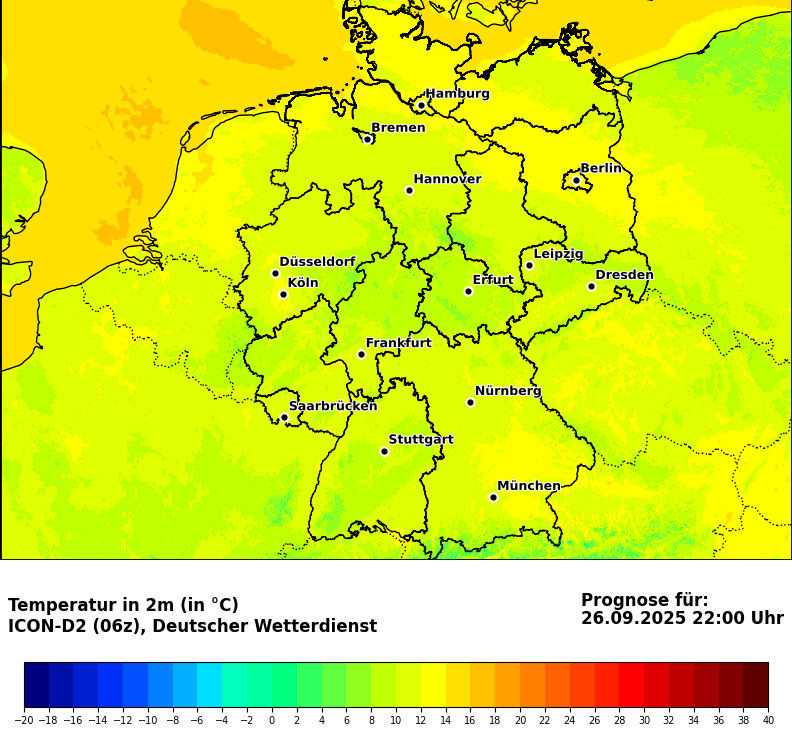 Hamburg
Bremen
Berlin
Hannover
Leipzig
Düsseldorf
Dresden
Köln
Erfurt
Frankfurt
Nürnberg
Saarbrücken
Stuttgart
München
Temperatur in 2m (in °C)
ICON-D2 (06z), Deutscher Wetterdienst
Prognose für:
26.09.2025 22:00 Uhr
−20 −18 −16 −14 −12 −10 −8 −6 −4 −2 0 2 4 6 8 10 12 14 16 18 20 22 24 26 28 30 32 34 36 38 40